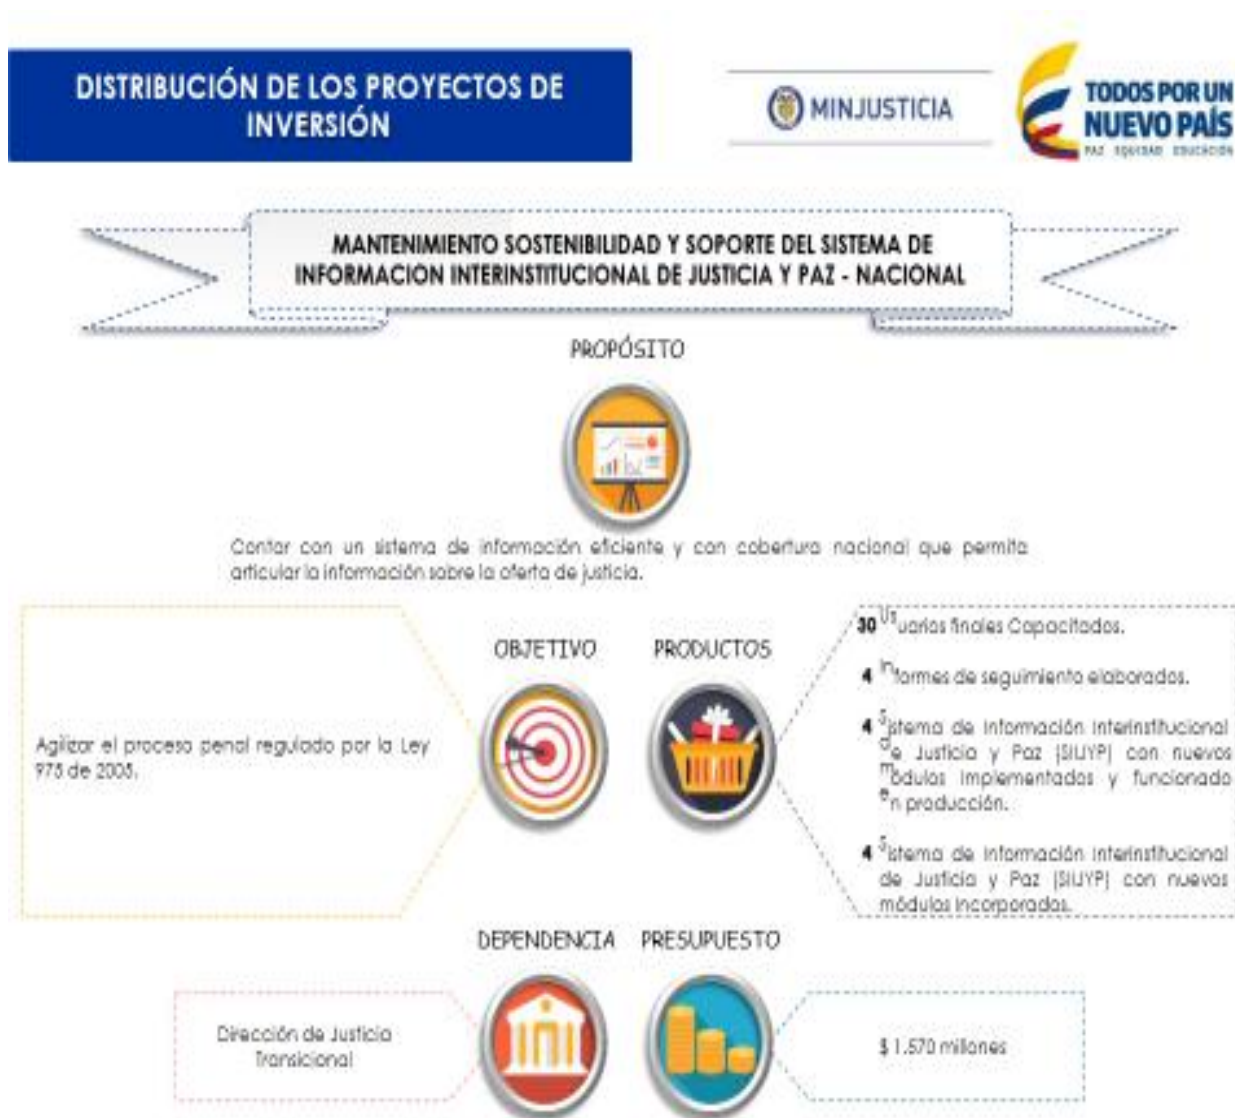 DISTRIBUCIÓN DE LOS PROYECTOS DE
INVERSIÓN
MINJUSTICIA
TODOS POR UN
NUEVO PAÍS
PAZ EQUIDAD EDUCACIÓN
MANTENIMIENTO SOSTENIBILIDAD Y SOPORTE DEL SISTEMA DE
INFORMACION INTERINSTITUCIONAL DE JUSTICIA Y PAZ - NACIONAL
PROPÓSITO
Contar con un sistema de información eficiente y con cobertura nacional que permita
articular la información sobre la oferta de justicia.
OBJETIVO
Agilizar el proceso penal regulado por la Ley
975 de 2005.
PRODUCTOS
30 Usuarios finales Capacitados.
4 Informes de seguimiento elaborados.
4 Sistema de Información Interinstitucional
de Justicia y Paz (SIIJYP) con nuevos
módulos implementados y funcionado
en producción.
4 Sistema de Información Interinstitucional
de Justicia y Paz (SIIJYP) con nuevos
módulos incorporados.
DEPENDENCIA
Dirección de Justicia
Transicional
PRESUPUESTO
$ 1.570 millones